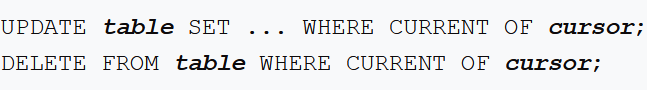 UPDATE table SET ... WHERE CURRENT OF cursor;
DELETE FROM table WHERE CURRENT OF cursor;